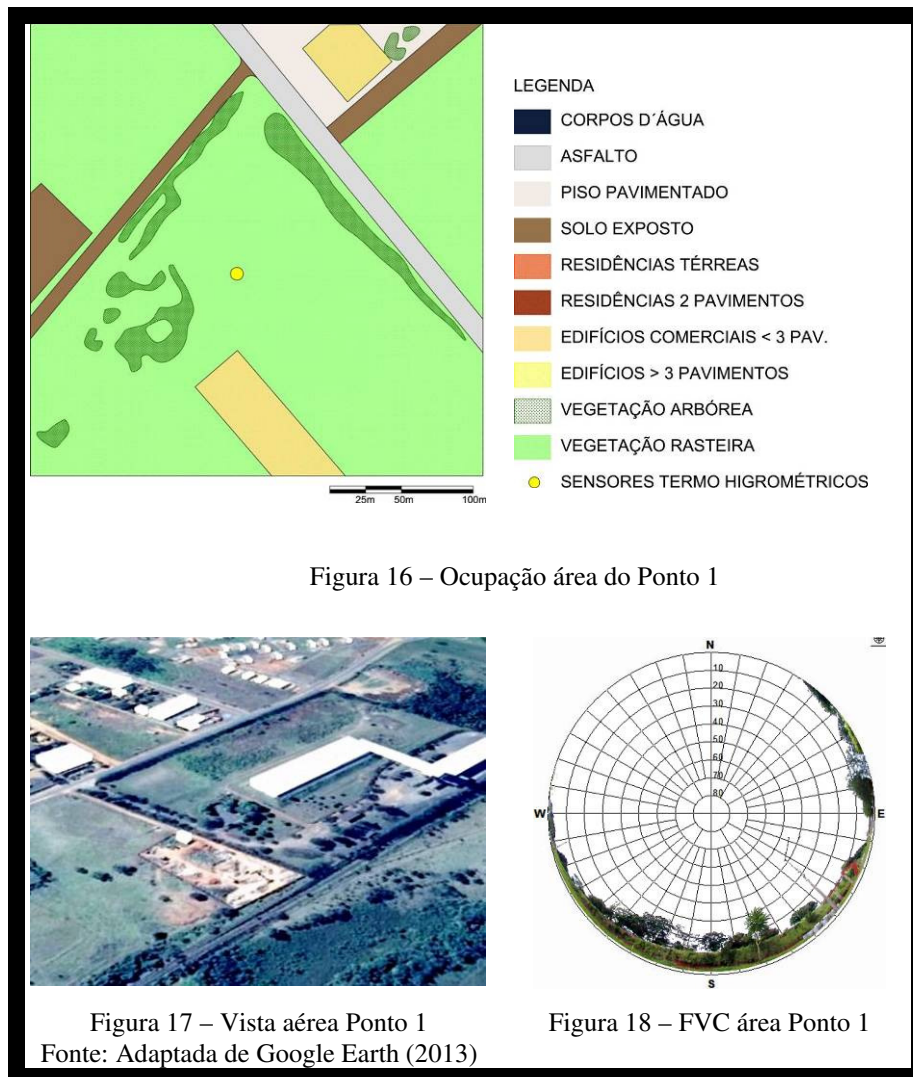 LEGENDA
CORPOS D´ÁGUA
ASFALTO
PISO PAVIMENTADO
SOLO EXPOSTO
RESIDÊNCIAS TÉRREAS
RESIDÊNCIAS 2 PAVIMENTOS
EDIFÍCIOS COMERCIAIS < 3 PAV.
EDIFÍCIOS > 3 PAVIMENTOS
VEGETAÇÃO ARBÓREA
VEGETAÇÃO RASTEIRA
SENSORES TERMO HIGROMÉTRICOS
25m 50m 100m
Figura 16 – Ocupação área do Ponto 1
N
10
20
30
40
50
60
70
80
W E
S
Figura 17 – Vista aérea Ponto 1
Fonte: Adaptada de Google Earth (2013)
Figura 18 – FVC área Ponto 1